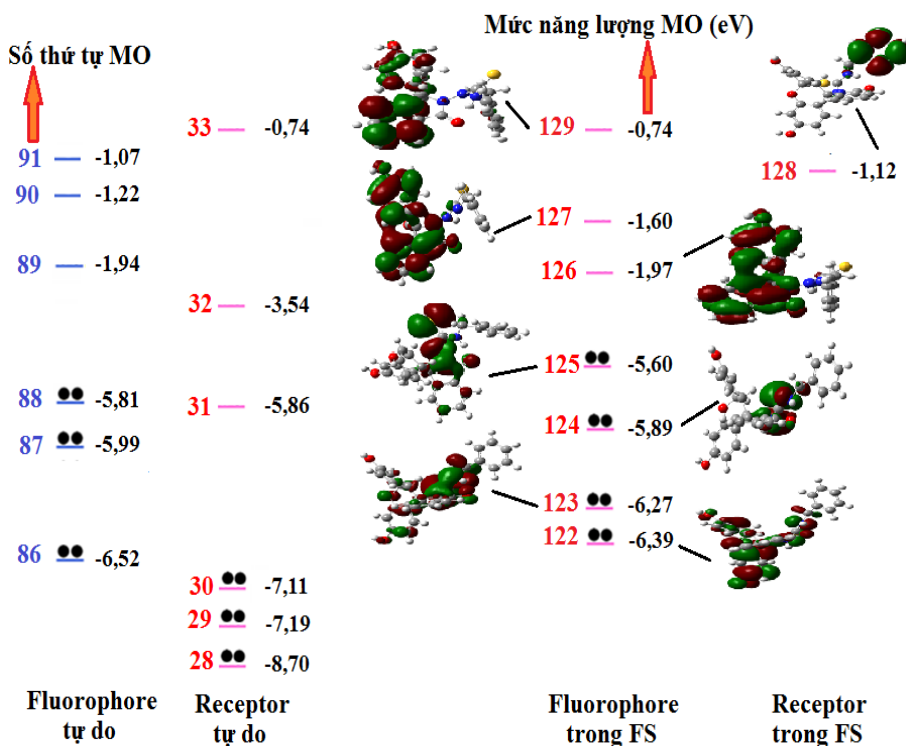 Mức năng lượng MO (eV)
Số thứ tự MO
33 -0,74
129 -0,74
91 -1,07
128 -1,12
90 -1,22
127 -1,60
89 -1,94
126 -1,97
32 -3,54
125 -5,60
88 -5,81
31 -5,86
124 -5,89
87 -5,99
123 -6,27
122 -6,39
86 -6,52
30 -7,11
29 -7,19
28 -8,70
Fluorophore
tự do
Receptor
tự do
Fluorophore
trong FS
Receptor
trong FS